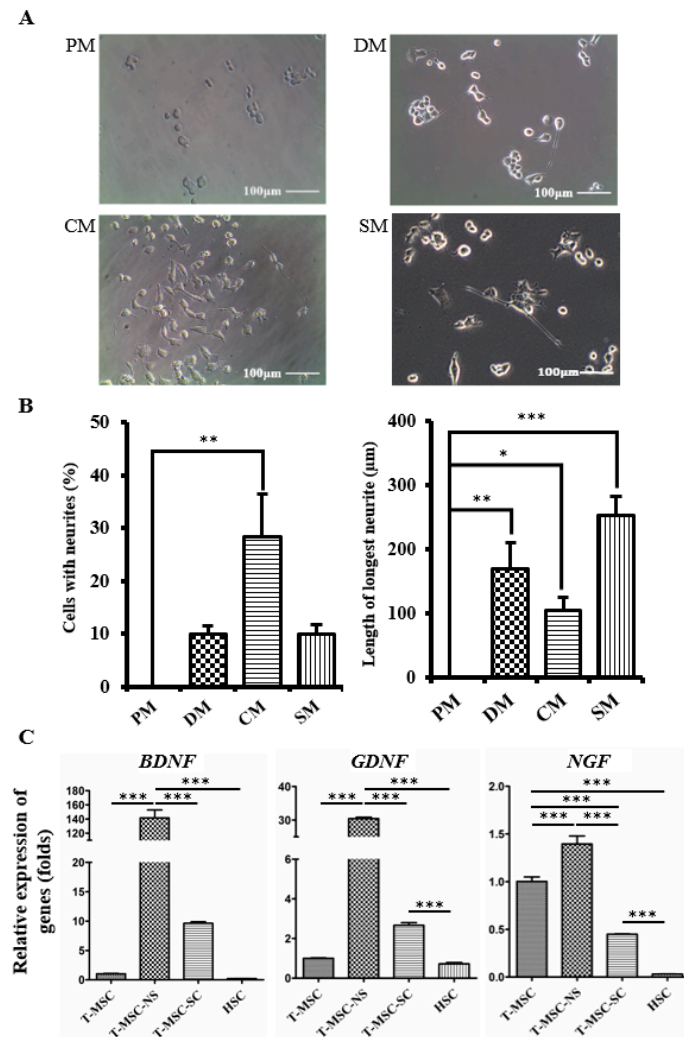 A
PM
100μm
DM
100μm
CM
100μm
SM
100μm
B
50
40
30
20
10
0
Cells with neurites (%)
**
PM
DM
CM
SM
400
300
200
100
0
Length of longest neurite (μm)
***
*
**
PM
DM
CM
SM
C
Relative expression of
genes (folds)
BDNF
160
140
120
100
80
20
15
10
5
0
***
*** ***
T-MSC
T-MSC-NS
T-MSC-SC
HSC
GDNF
40
30
20
6
4
2
0
***
*** ***
***
T-MSC
T-MSC-NS
T-MSC-SC
HSC
NGF
2.0
1.5
1.0
0.5
0.0
***
***
*** ***
***
T-MSC
T-MSC-NS
T-MSC-SC
HSC